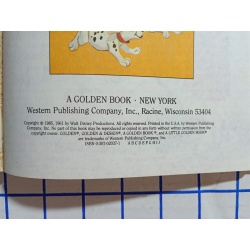 A GOLDEN BOOK · NEW YORK
Western Publishing Company, Inc., Racine, Wisconsin 53404
Copyright © 1985, 1961 by Walt Disney Productions. All rights reserved. Printed in the U.S.A. by Western
Publishing Company, Inc. No part of this book may be reproduced or copied in any form without written permission from the
copyright owner. GOLDEN®, GOLDEN & DESIGN®, A GOLDEN BOOK®, and A LITTLE GOLDEN BOOK®
are trademarks of Western Publishing Company, Inc.
A B C D E F G H I J